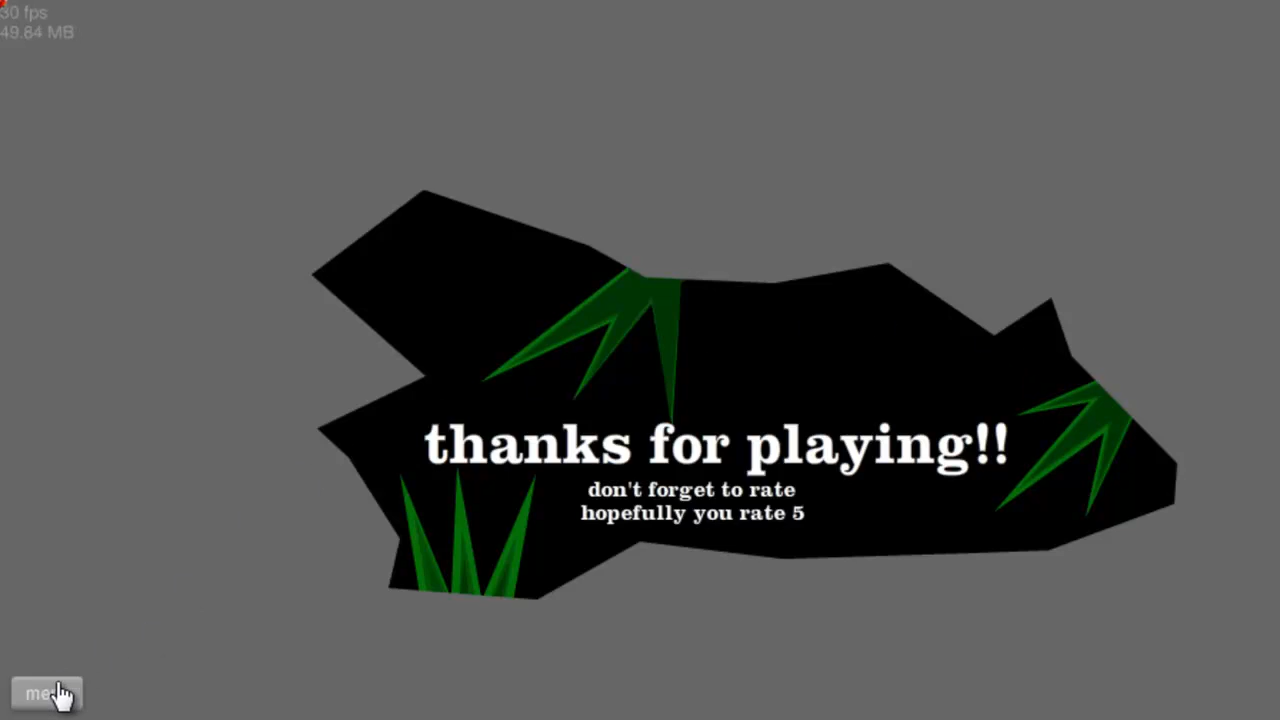 30 fps
49.84 MB
thanks for playing!!
don't forget to rate
hopefully you rate 5